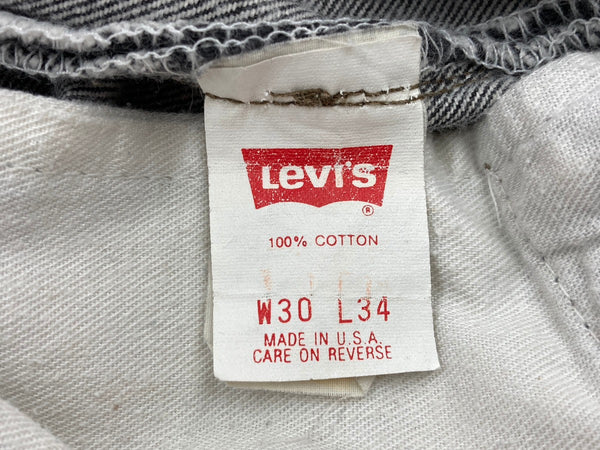 Levi's
®
100% COTTON
W30 L34
MADE IN U.S.A.
CARE ON REVERSE